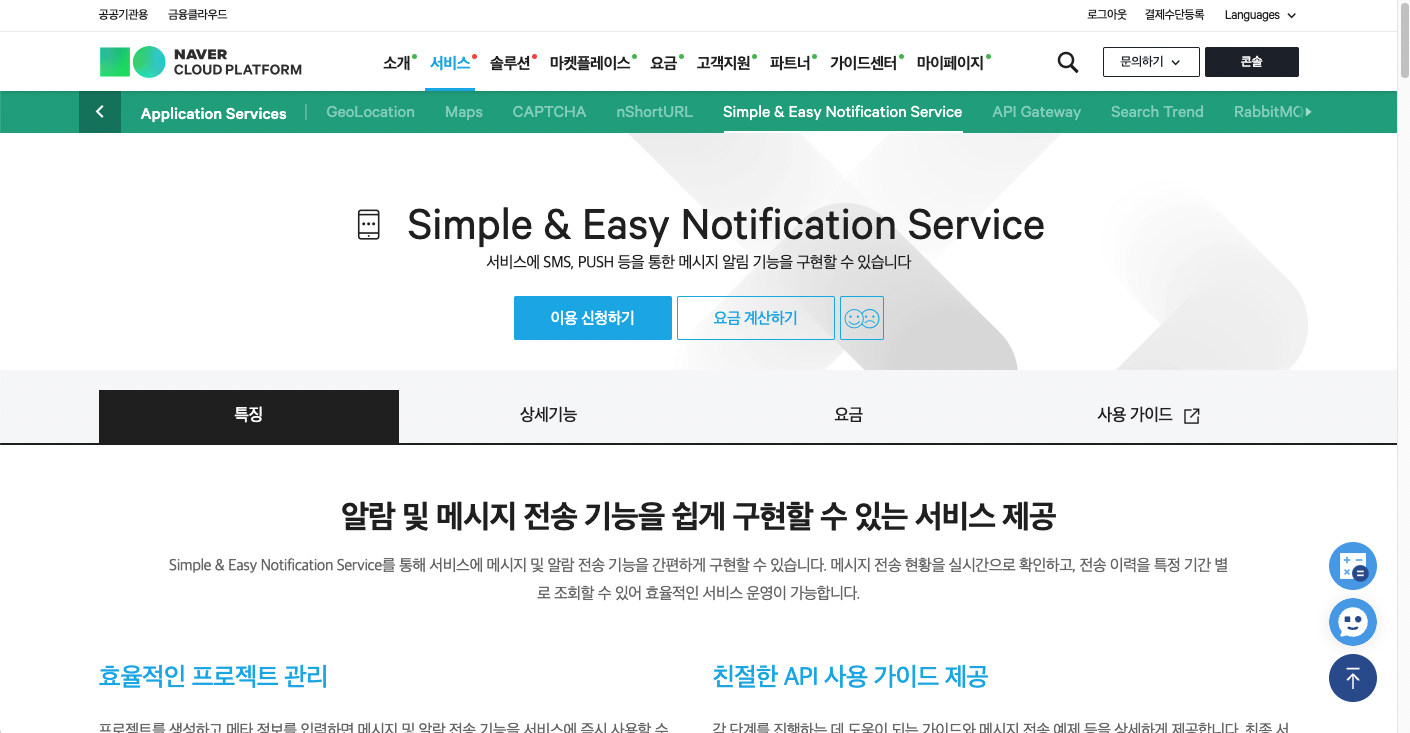 공공기관용 금융클라우드 로그아웃 결제수단등록 Languages
NAVER
CLOUD PLATFORM
소개 서비스 솔루션 마켓플레이스 요금 고객지원 파트너 가이드센터 마이페이지 문의하기 콘솔
Application Services GeoLocation Maps CAPTCHA nShortURL Simple & Easy Notification Service API Gateway Search Trend
Simple & Easy Notification Service
서비스에 SMS, PUSH 등을 통한 메시지 알림 기능을 구현할 수 있습니다
이용 신청하기 요금 계산하기
특징 상세기능 요금 사용 가이드
알람 및 메시지 전송 기능을 쉽게 구현할 수 있는 서비스 제공
Simple & Easy Notification Service를 통해 서비스에 메시지 및 알람 전송 기능을 간편하게 구현할 수 있습니다. 메시지 전송 현황을 실시간으로 확인하고, 전송 이력을 특정 기간 별
로 조회할 수 있어 효율적인 서비스 운영이 가능합니다.
효율적인 프로젝트 관리 친절한 API 사용 가이드 제공
프로젝트를 생성하고 메타 정보를 입력하면 메시지 및 알람 전송 기능을 서비스에 즉시 사용할 수 각 단계를 진행하는 데 도움이 되는 가이드와 메시지 전송 예제 등을 상세하게 제공합니다. 최종 서